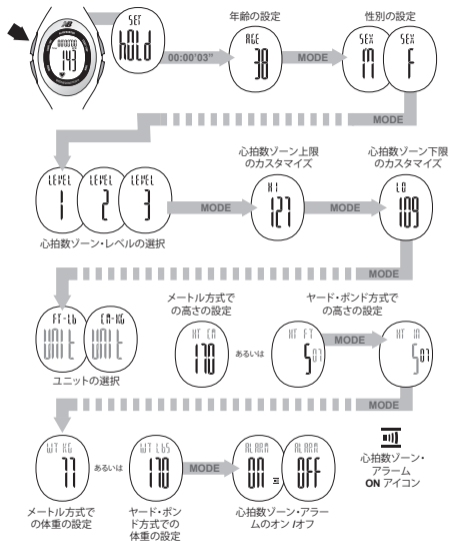 年齢の設定
性別の設定
SET
HOLD
NB
143
00:00'03"
AGE
38
MODE
SEX
M
SEX
F
MODE
心拍数ゾーン上限
のカスタマイズ
心拍数ゾーン下限
のカスタマイズ
LEVEL
1
LEVEL
2
LEVEL
3
MODE
HI
127
MODE
LO
109
心拍数ゾーン・レベルの選択
MODE
メートル方式で
の高さの設定
ヤード・ポンド方式で
の高さの設定
FT-Lb
UNIt
CM-KG
UNIt
HT CM
170
あるいは
HT FT
5 07
MODE
HT IN
5 07
ユニットの選択
MODE
WT KG
77
あるいは
WT LbS
170
MODE
ALARM
ON
ALARM
OFF
心拍数ゾーン・
アラーム
ON アイコン
メートル方式で
の体重の設定
ヤード・ポン
ド方式での
体重の設定
心拍数ゾーン・アラー
ムのオン /オフ